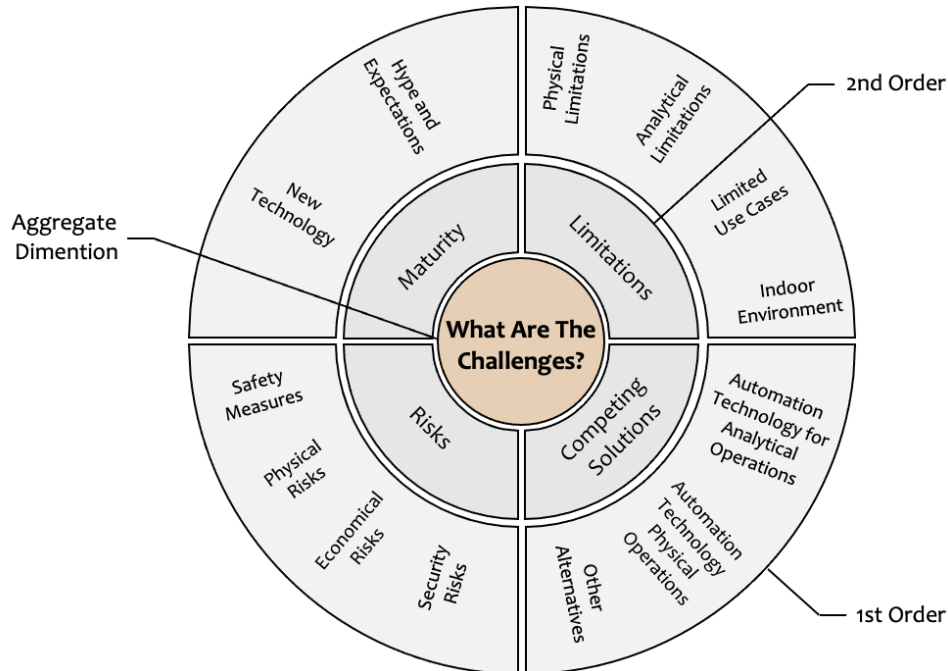 Hype and
Expectations
New
Technology
Physical
Limitations
Analytical
Limitations
Limited
Use Cases
Indoor
Environment
2nd Order
Aggregate
Dimention
Maturity
Limitations
What Are The
Challenges?
Risks
Competing
Solutions
Safety
Measures
Physical
Risks
Economical
Risks
Security
Risks
Automation
Technology for
Analytical
Operations
Automation
Technology
Physical
Operations
Other
Alternatives
1st Order